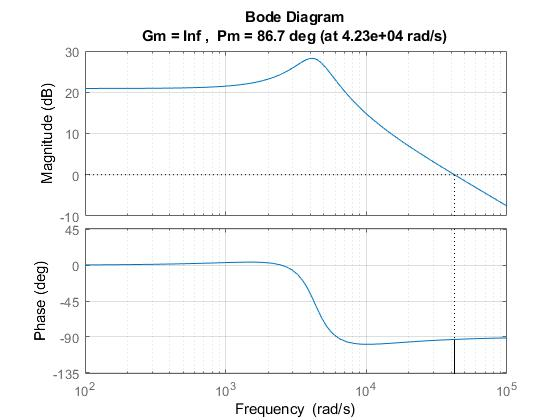 Bode Diagram
Gm = Inf , Pm = 86.7 deg (at 4.23e+04 rad/s)
Magnitude (dB)
30
20
10
0
-10
Phase (deg)
45
0
-45
-90
-135
10^2 10^3 10^4 10^5
Frequency (rad/s)